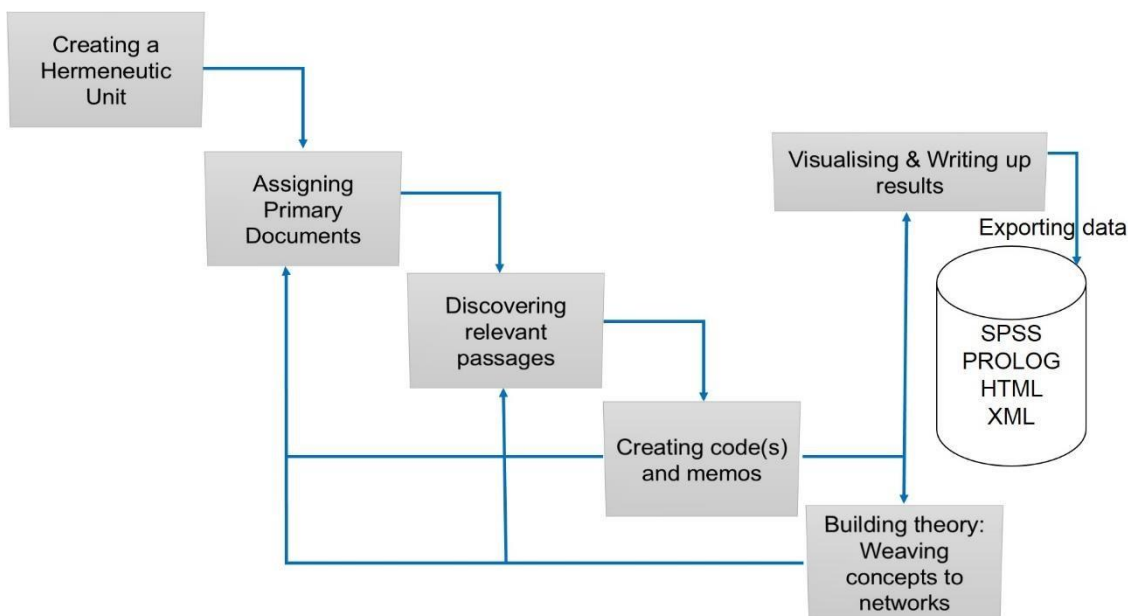 Creating a
Hermeneutic
Unit
Assigning
Primary
Documents
Discovering
relevant
passages
Creating code(s)
and memos
Building theory:
Weaving
concepts to
networks
Visualising & Writing up
results
Exporting data
SPSS
PROLOG
HTML
XML